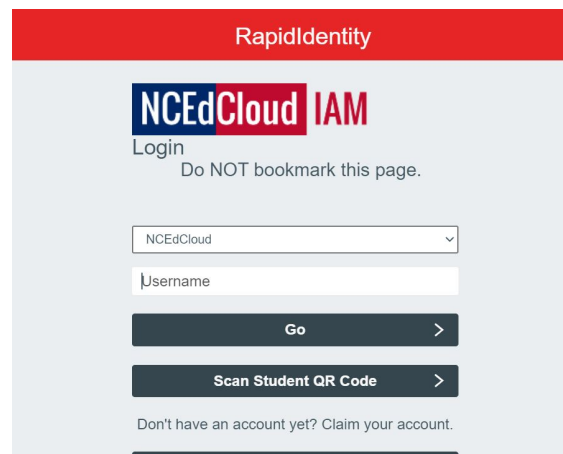 RapidIdentity
NCEdCloud IAM
Login
Do NOT bookmark this page.
NCEdCloud
Username
Go
Scan Student QR Code
Don't have an account yet? Claim your account.